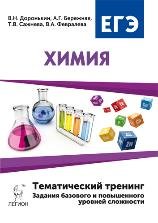 В.Н. Доронькин, А.Г. Бережная,
Т.В. Сажнева, В.А. Февралева
ЕГЭ
ХИМИЯ
Тематический тренинг
Задания базового и повышенного
уровней сложности
ЛЕГИОН